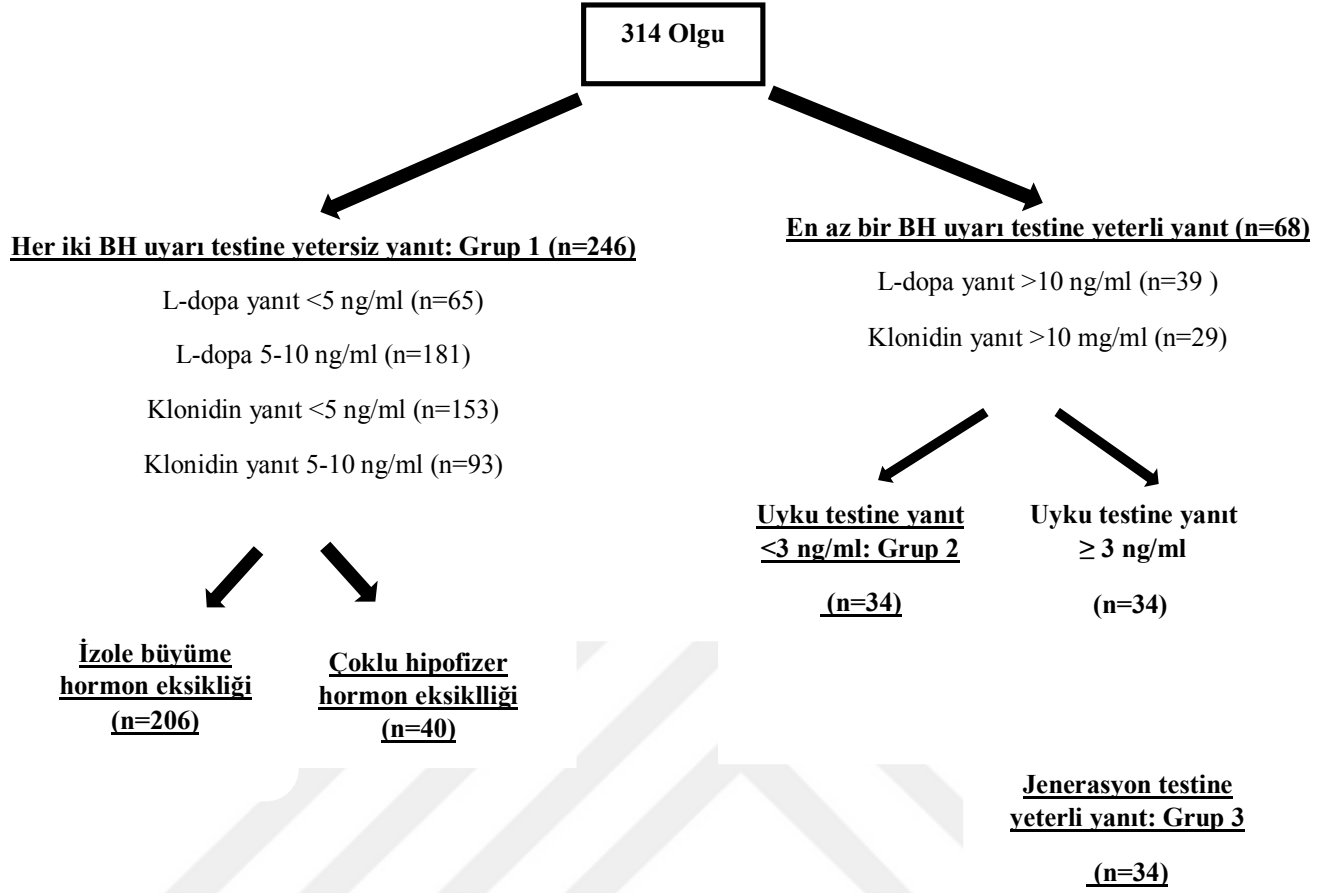 314 Olgu
Her iki BH uyarı testine yetersiz yanıt: Grup 1 (n=246)
L-dopa yanıt <5 ng/ml (n=65)
L-dopa 5-10 ng/ml (n=181)
Klonidin yanıt <5 ng/ml (n=153)
Klonidin yanıt 5-10 ng/ml (n=93)
İzole büyüme
hormon eksikliği
(n=206)
Çoklu hipofizer
hormon eksiklliği
(n=40)
En az bir BH uyarı testine yeterli yanıt (n=68)
L-dopa yanıt >10 ng/ml (n=39 )
Klonidin yanıt >10 mg/ml (n=29)
Uyku testine yanıt
<3 ng/ml: Grup 2
(n=34)
Uyku testine yanıt
≥ 3 ng/ml
(n=34)
Jenerasyon testine
yeterli yanıt: Grup 3
(n=34)